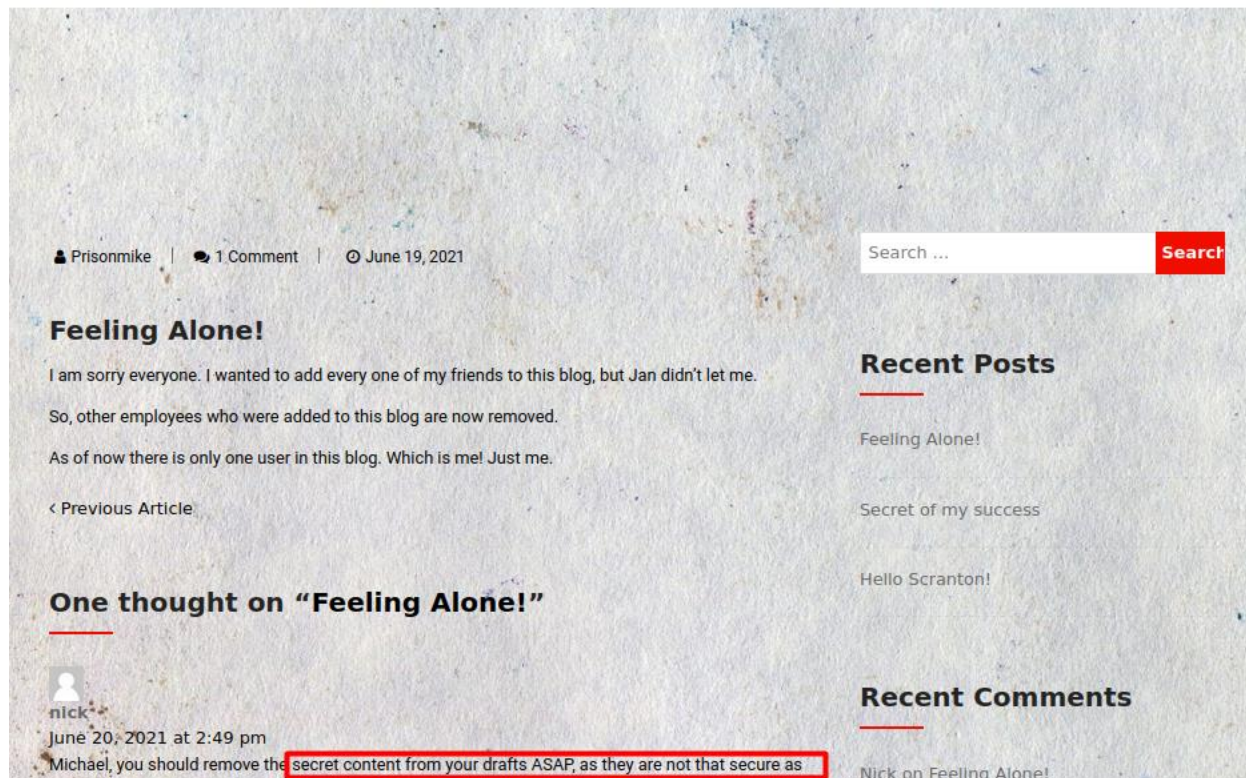 Prisonmike
1 Comment
June 19, 2021
Feeling Alone!
I am sorry everyone. I wanted to add every one of my friends to this blog, but Jan didn’t let me.
So, other employees who were added to this blog are now removed.
As of now there is only one user in this blog. Which is me! Just me.
‹ Previous Article
One thought on “Feeling Alone!”
nick
June 20, 2021 at 2:49 pm
Michael, you should remove the secret content from your drafts ASAP, as they are not that secure as
Search ...
Search
Recent Posts
Feeling Alone!
Secret of my success
Hello Scranton!
Recent Comments
Nick on Feeling Alone!